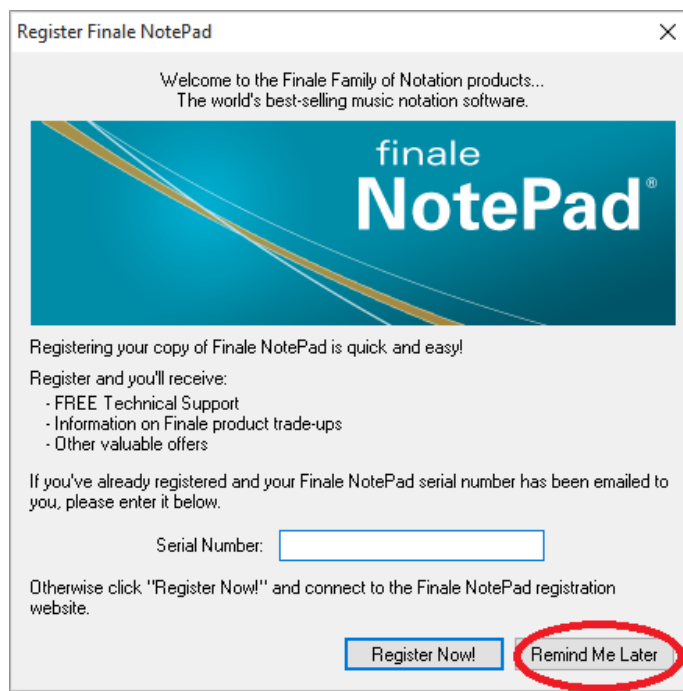 Register Finale NotePad
Welcome to the Finale Family of Notation products...
The world's best-selling music notation software.
finale
NotePad®
Registering your copy of Finale NotePad is quick and easy!
Register and you'll receive:
- FREE Technical Support
- Information on Finale product trade-ups
- Other valuable offers
If you've already registered and your Finale NotePad serial number has been emailed to
you, please enter it below.
Serial Number:
Otherwise click "Register Now!" and connect to the Finale NotePad registration
website.
Register Now! Remind Me Later